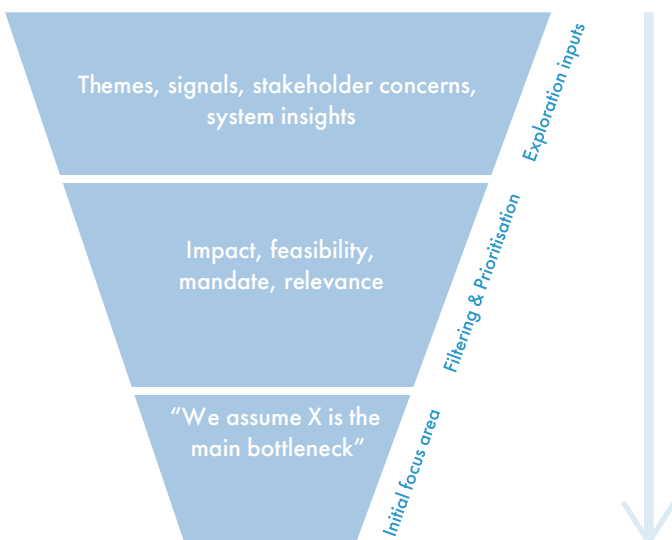 Themes, signals, stakeholder concerns,
system insights
Exploration inputs
Impact, feasibility,
mandate, relevance
Filtering & Prioritisation
“We assume X is the
main bottleneck”
Initial focus area